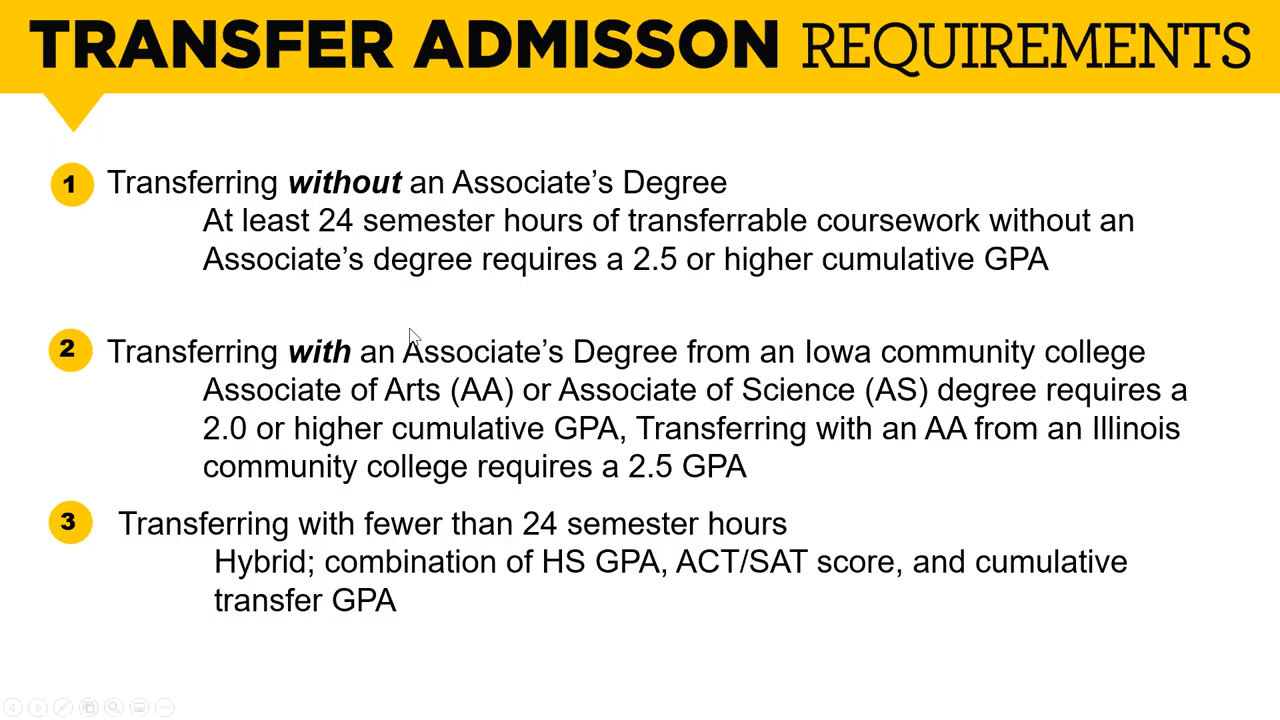 TRANSFER ADMISSON REQUIREMENTS
1 Transferring without an Associate’s Degree
At least 24 semester hours of transferrable coursework without an
Associate’s degree requires a 2.5 or higher cumulative GPA
2 Transferring with an Associate’s Degree from an Iowa community college
Associate of Arts (AA) or Associate of Science (AS) degree requires a
2.0 or higher cumulative GPA, Transferring with an AA from an Illinois
community college requires a 2.5 GPA
3 Transferring with fewer than 24 semester hours
Hybrid; combination of HS GPA, ACT/SAT score, and cumulative
transfer GPA